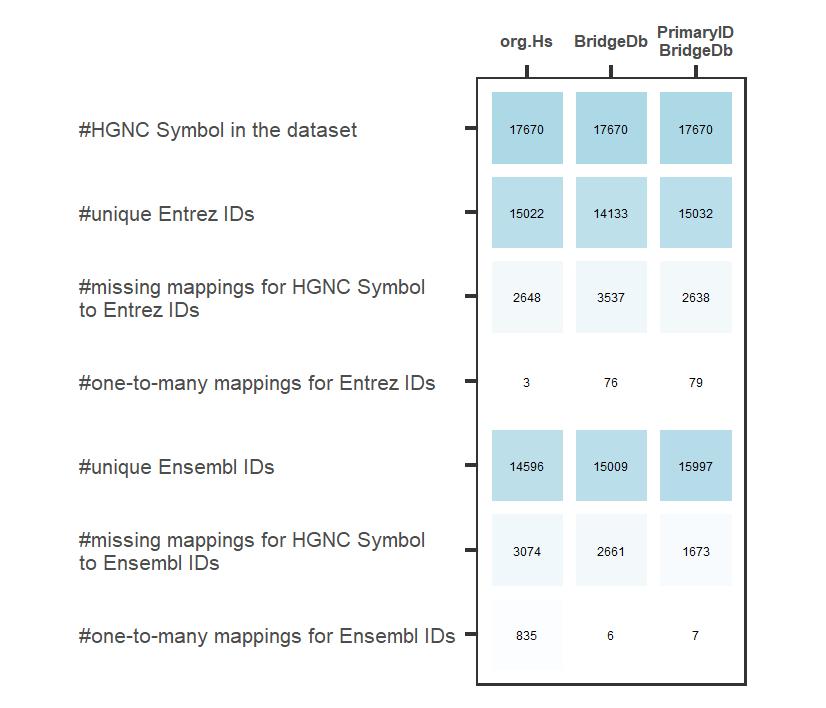 org.Hs BridgeDb PrimaryID
BridgeDb
#HGNC Symbol in the dataset 17670 17670 17670
#unique Entrez IDs 15022 14133 15032
#missing mappings for HGNC Symbol
to Entrez IDs 2648 3537 2638
#one-to-many mappings for Entrez IDs 3 76 79
#unique Ensembl IDs 14596 15009 15997
#missing mappings for HGNC Symbol
to Ensembl IDs 3074 2661 1673
#one-to-many mappings for Ensembl IDs 835 6 7